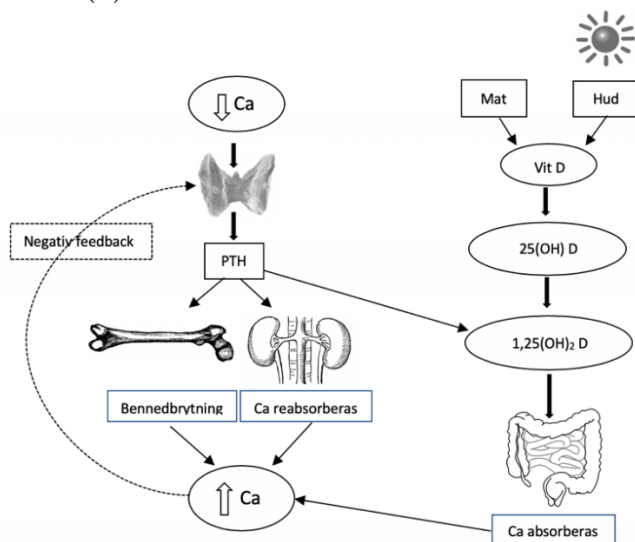 Ca
Mat
Hud
Vit D
Negativ feedback
25(OH) D
PTH
1,25(OH)₂ D
Bennedbrytning
Ca reabsorberas
Ca
Ca absorberas